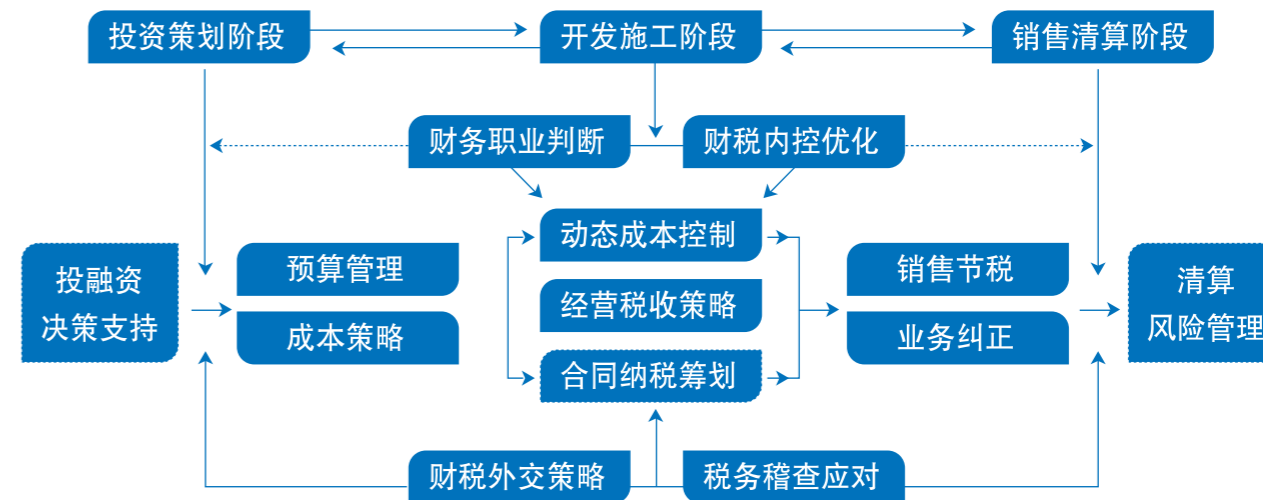 投资策划阶段
开发施工阶段
销售清算阶段
财务职业判断
财税内控优化
投融资
决策支持
预算管理
成本策略
动态成本控制
经营税收策略
合同纳税筹划
销售节税
业务纠正
清算
风险管理
财税外交策略
税务稽查应对